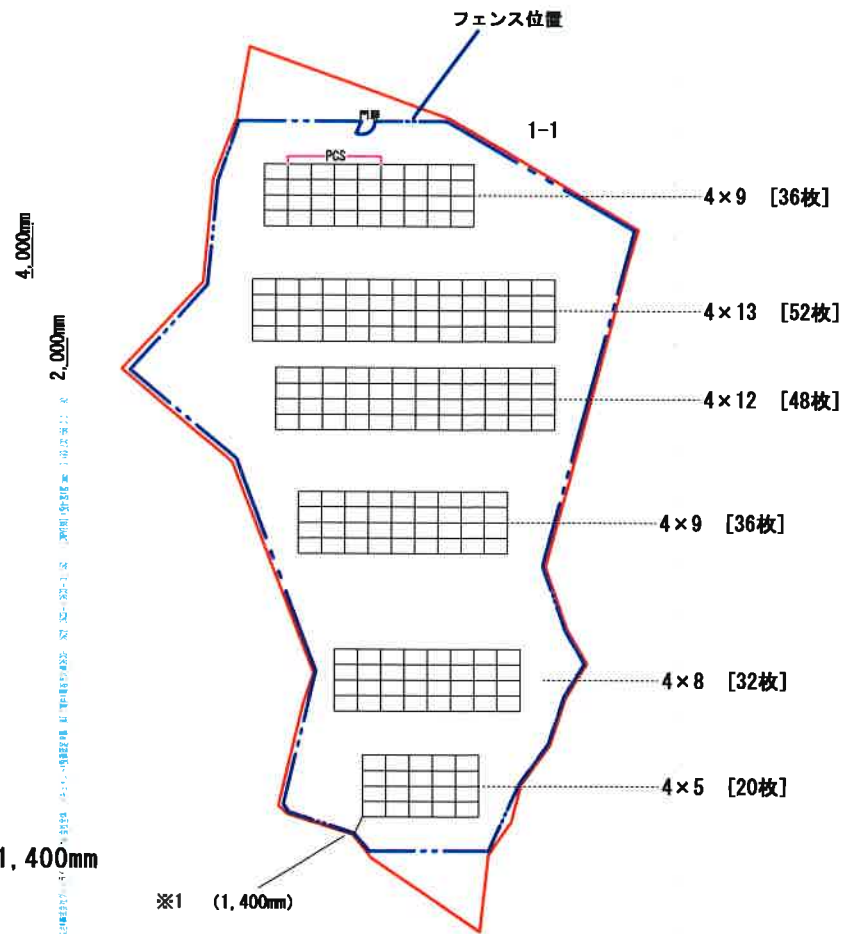 フェンス位置
門扉
1-1
PCS
4×9 [36枚]
4,000mm
4×13 [52枚]
2,000mm
4×12 [48枚]
4×9 [36枚]
4×8 [32枚]
4×5 [20枚]
1,400mm
※1 (1,400mm)